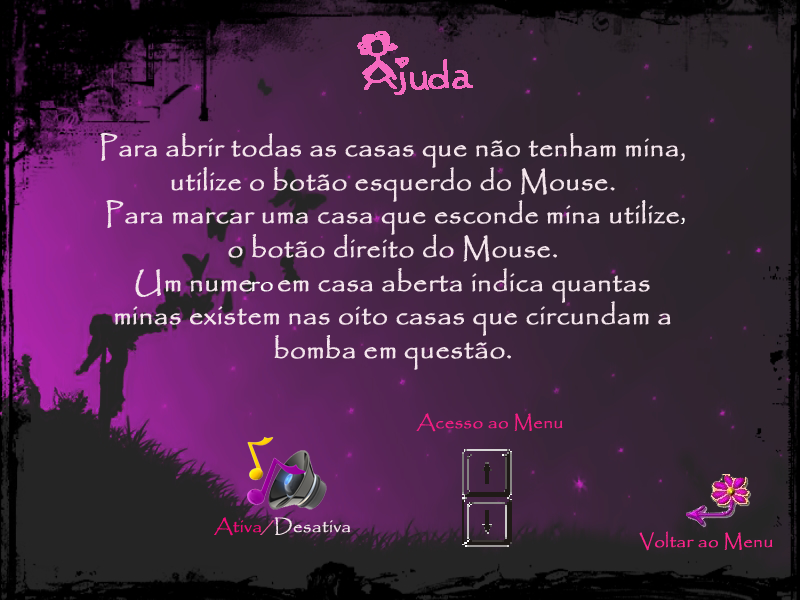 Ajuda
Para abrir todas as casas que não tenham mina,
utilize o botão esquerdo do Mouse.
Para marcar uma casa que esconde mina utilize,
o botão direito do Mouse.
Um numero em casa aberta indica quantas
minas existem nas oito casas que circundam a
bomba em questão.
Acesso ao Menu
Ativa/Desativa
Voltar ao Menu